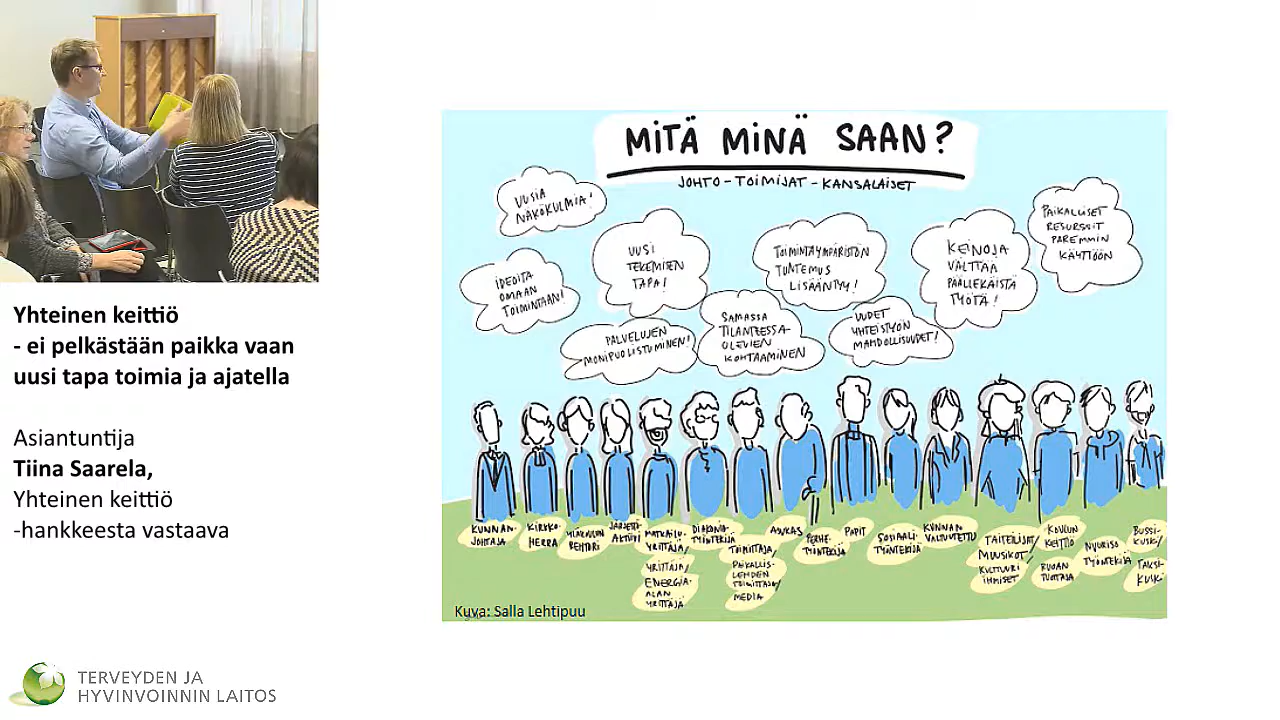 Yhteinen keittiö
- ei pelkästään paikka vaan
uusi tapa toimia ja ajatella
Asiantuntija
Tiina Saarela,
Yhteinen keittiö
-hankkeesta vastaava
TERVEYDEN JA
HYVINVOINNIN LAITOS
MITÄ MINÄ SAAN?
JOHTO - TOIMIJAT - KANSALAISET
UUSIA
NÄKÖKULMIA!
IDEOITA
OMAAN
TOIMINTAAN!
UUSI
TEKEMISEN
TAPA!
PALVELUJEN
MONIPUOLISTUMINEN!
SAMASSA
TILANTEESSA
OLEVIEN
KOHTAAMINEN
TOIMINTAYMPÄRISTÖN
TUNTEMUS
LISÄÄNTYY!
UUDET
YHTEISTYÖN
MAHDOLLISUUDET!
KEINOJA
VÄLTTÄÄ
PÄÄLLEKÄISTÄ
TYÖTÄ!
PAIKALLISET
RESURSSIT
PAREMMIN
KÄYTTÖÖN
KUNNAN-
JOHTAJA
KIRKKO-
HERRA
YLÄKOULUN
REHTORI
JÄRJESTÖ-
AKTIIVI
MATKAILU-
YRITTÄJÄ/
YRITTÄJÄ/
ENERGIA-
ALAN
YRITTÄJÄ
DIAKONIA-
TYÖNTEKIJÄ
TOIMITTAJA/
PAIKALLIS-
LEHDEN
TOIMITTAJA/
MEDIA
ASUKAS
PERHE-
TYÖNTEKIJÄ
PAPIT
SOSIAALI-
TYÖNTEKIJÄ
KUNNAN
VALTUUTETTU
TAITEILIJAT/
MUUSIKOT/
KULTTUURI
IHMISET
KOULUN
KEITTIÖ
RUOAN
TUOTTAJA
NUORISO
TYÖNTEKIJÄ
BUSSI-
KUSKI/
TAKSI-
KUSKI
Kuva: Salla Lehtipuu